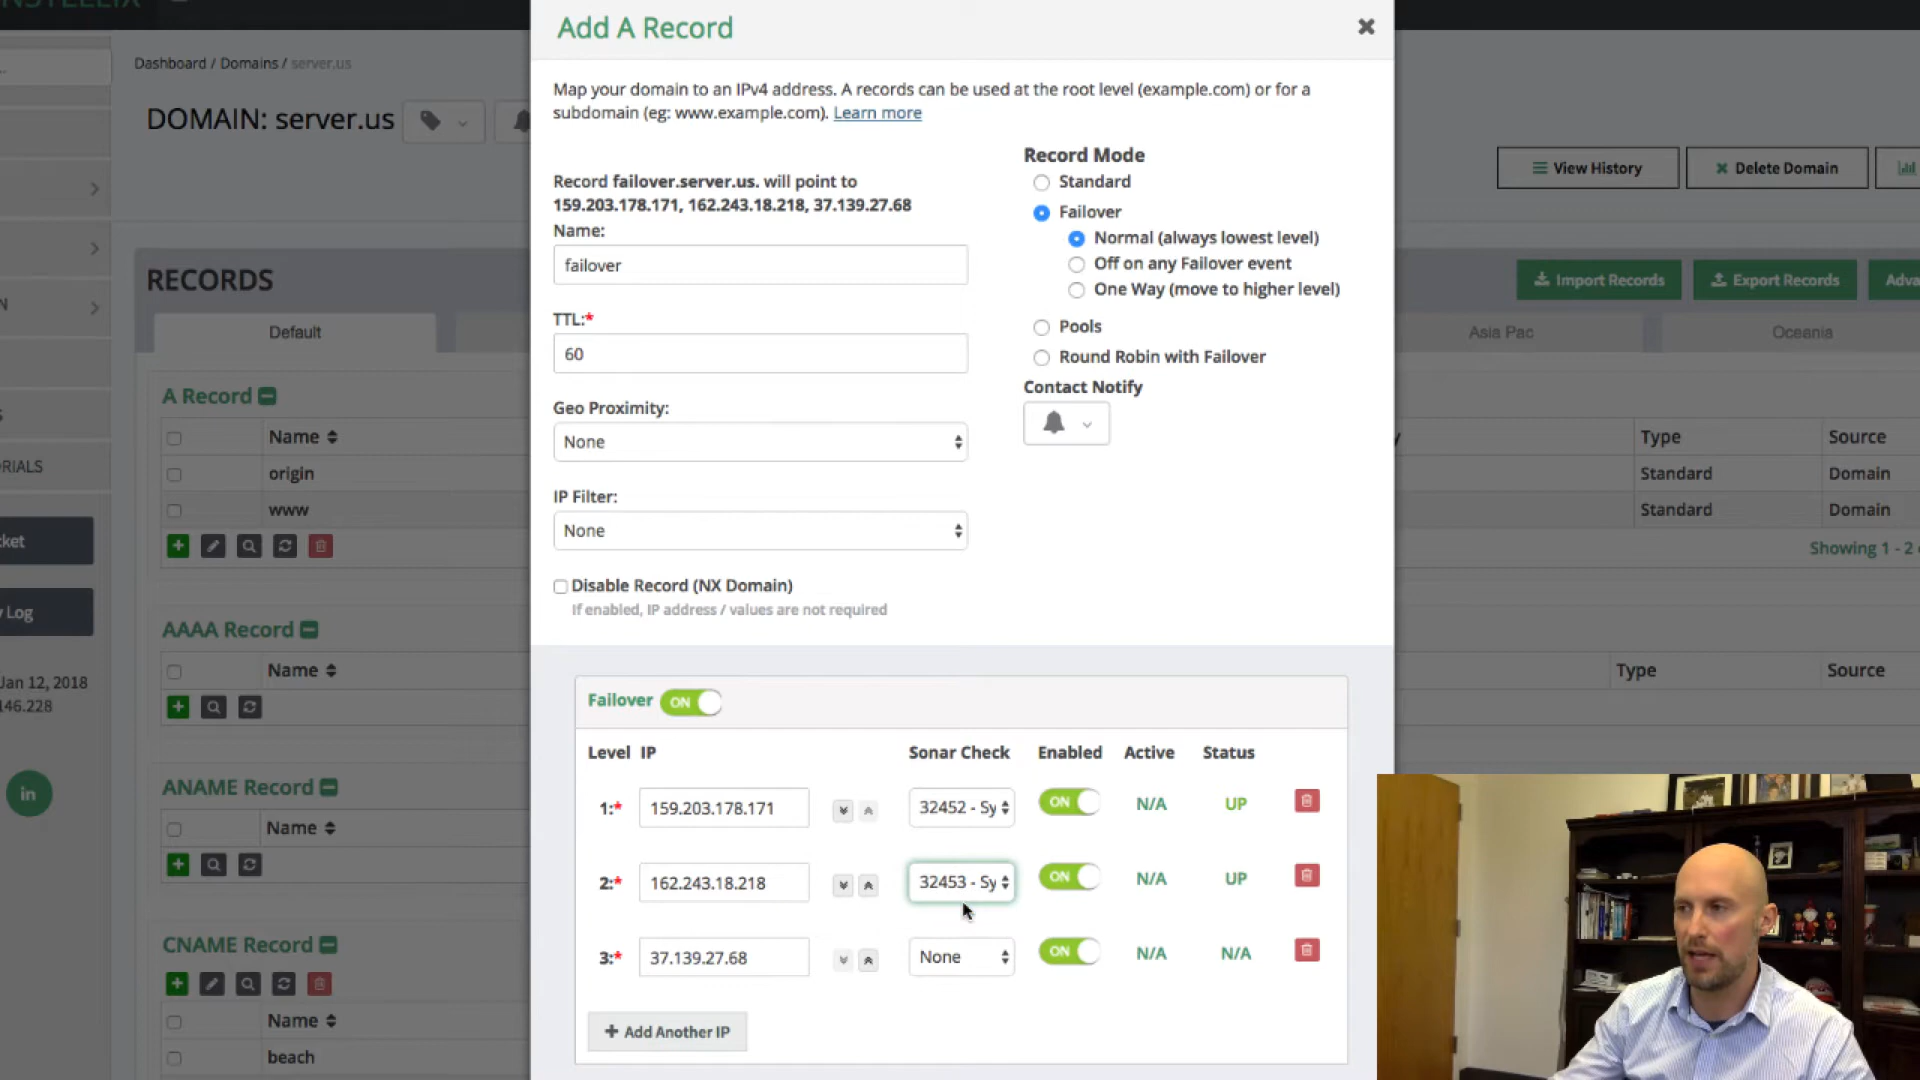 Add A Record
Dashboard / Domains / server.us
DOMAIN: server.us
Map your domain to an IPv4 address. A records can be used at the root level (example.com) or for a
subdomain (eg: www.example.com). Learn more
Record Mode
Standard
Failover
Normal (always lowest level)
Off on any Failover event
One Way (move to higher level)
Pools
Round Robin with Failover
Contact Notify
Record failover.server.us. will point to
159.203.178.171, 162.243.18.218, 37.139.27.68
Name:
failover
TTL:*
60
Geo Proximity:
None
IP Filter:
None
Disable Record (NX Domain)
If enabled, IP address / values are not required
View History
Delete Domain
RECORDS
Import Records
Export Records
Adva
Default
Asia Pac
Oceania
A Record
Name
origin
www
Type Source
Standard Domain
Standard Domain
Showing 1 - 2
AAAA Record
Name
Type Source
ANAME Record
Name
CNAME Record
Name
beach
N
S
RIALS
cket
y Log
Jan 12, 2018
146.228
in
Failover ON
Level IP Sonar Check Enabled Active Status
1:* 159.203.178.171 32452 - Sy ON N/A UP
2:* 162.243.18.218 32453 - Sy ON N/A UP
3:* 37.139.27.68 None ON N/A N/A
+ Add Another IP